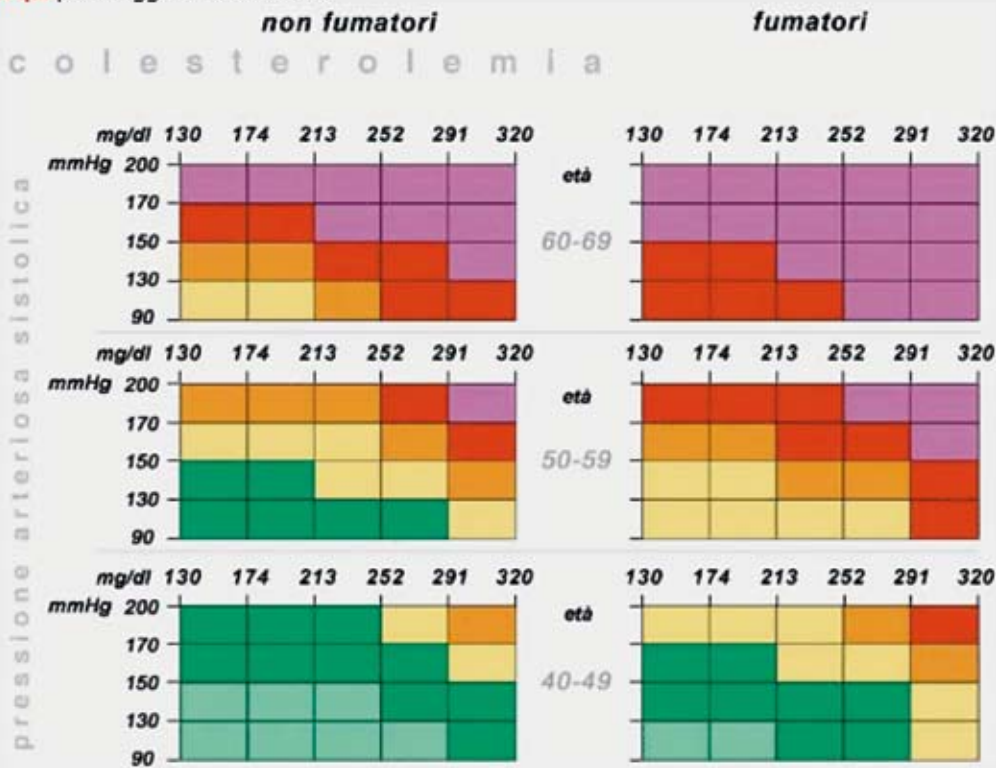 non fumatori fumatori
colesterolemia
pressione arteriosa sistolica
mg/dl 130 174 213 252 291 320 130 174 213 252 291 320
mmHg 200 età
170
150 60-69
130
90
mg/dl 130 174 213 252 291 320 130 174 213 252 291 320
mmHg 200 età
170
150 50-59
130
90
mg/dl 130 174 213 252 291 320 130 174 213 252 291 320
mmHg 200 età
170
150 40-49
130
90